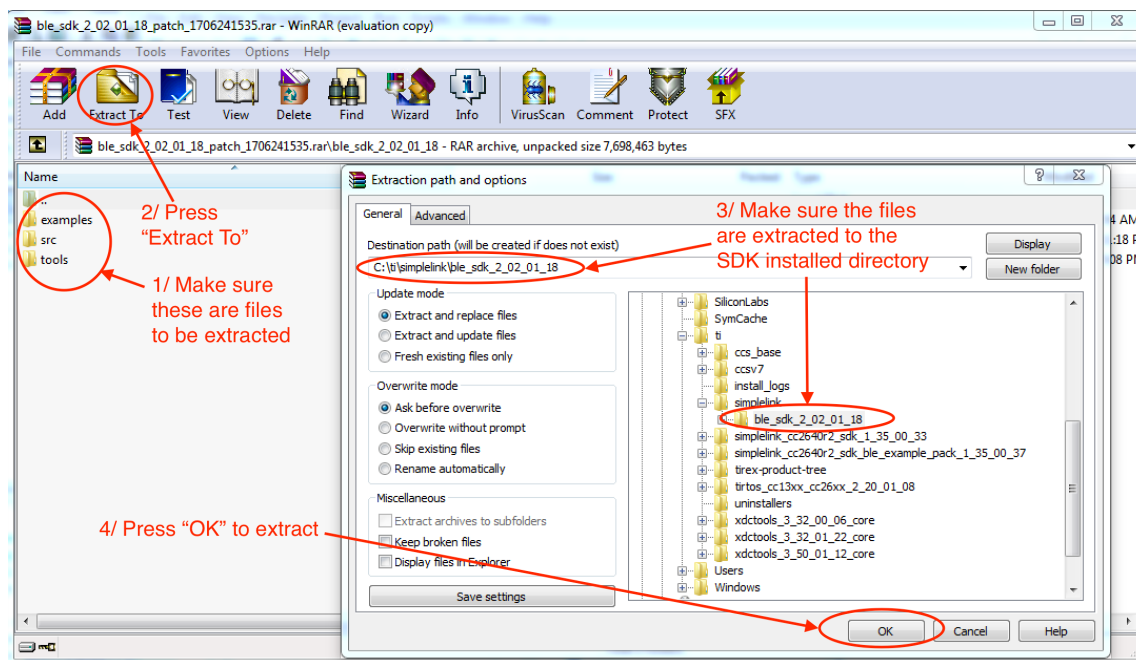 ble_sdk_2_02_01_18_patch_1706241535.rar - WinRAR (evaluation copy)
File Commands Tools Favorites Options Help
Add Extract To Test View Delete Find Wizard Info VirusScan Comment Protect SFX
ble_sdk_2_02_01_18_patch_1706241535.rar\ble_sdk_2_02_01_18 - RAR archive, unpacked size 7,698,463 bytes
Name
..
examples
src
tools
2/ Press
“Extract To”
1/ Make sure
these are files
to be extracted
4/ Press “OK” to extract
Extraction path and options
General Advanced
3/ Make sure the files
are extracted to the
SDK installed directory
Destination path (will be created if does not exist)
C:\ti\simplelink\ble_sdk_2_02_01_18
Display
New folder
Update mode
Extract and replace files
Extract and update files
Fresh existing files only
Overwrite mode
Ask before overwrite
Overwrite without prompt
Skip existing files
Rename automatically
Miscellaneous
Extract archives to subfolders
Keep broken files
Display files in Explorer
Save settings
SiliconLabs
SymCache
ti
ccs_base
ccsv7
install_logs
simplelink
ble_sdk_2_02_01_18
simplelink_cc2640r2_sdk_1_35_00_33
simplelink_cc2640r2_sdk_ble_example_pack_1_35_00_37
tirex-product-tree
tirtos_cc13xx_cc26xx_2_20_01_08
uninstallers
xdctools_3_32_00_06_core
xdctools_3_32_01_22_core
xdctools_3_50_01_12_core
Users
Windows
OK Cancel Help
4 AM
:18 P
08 PM